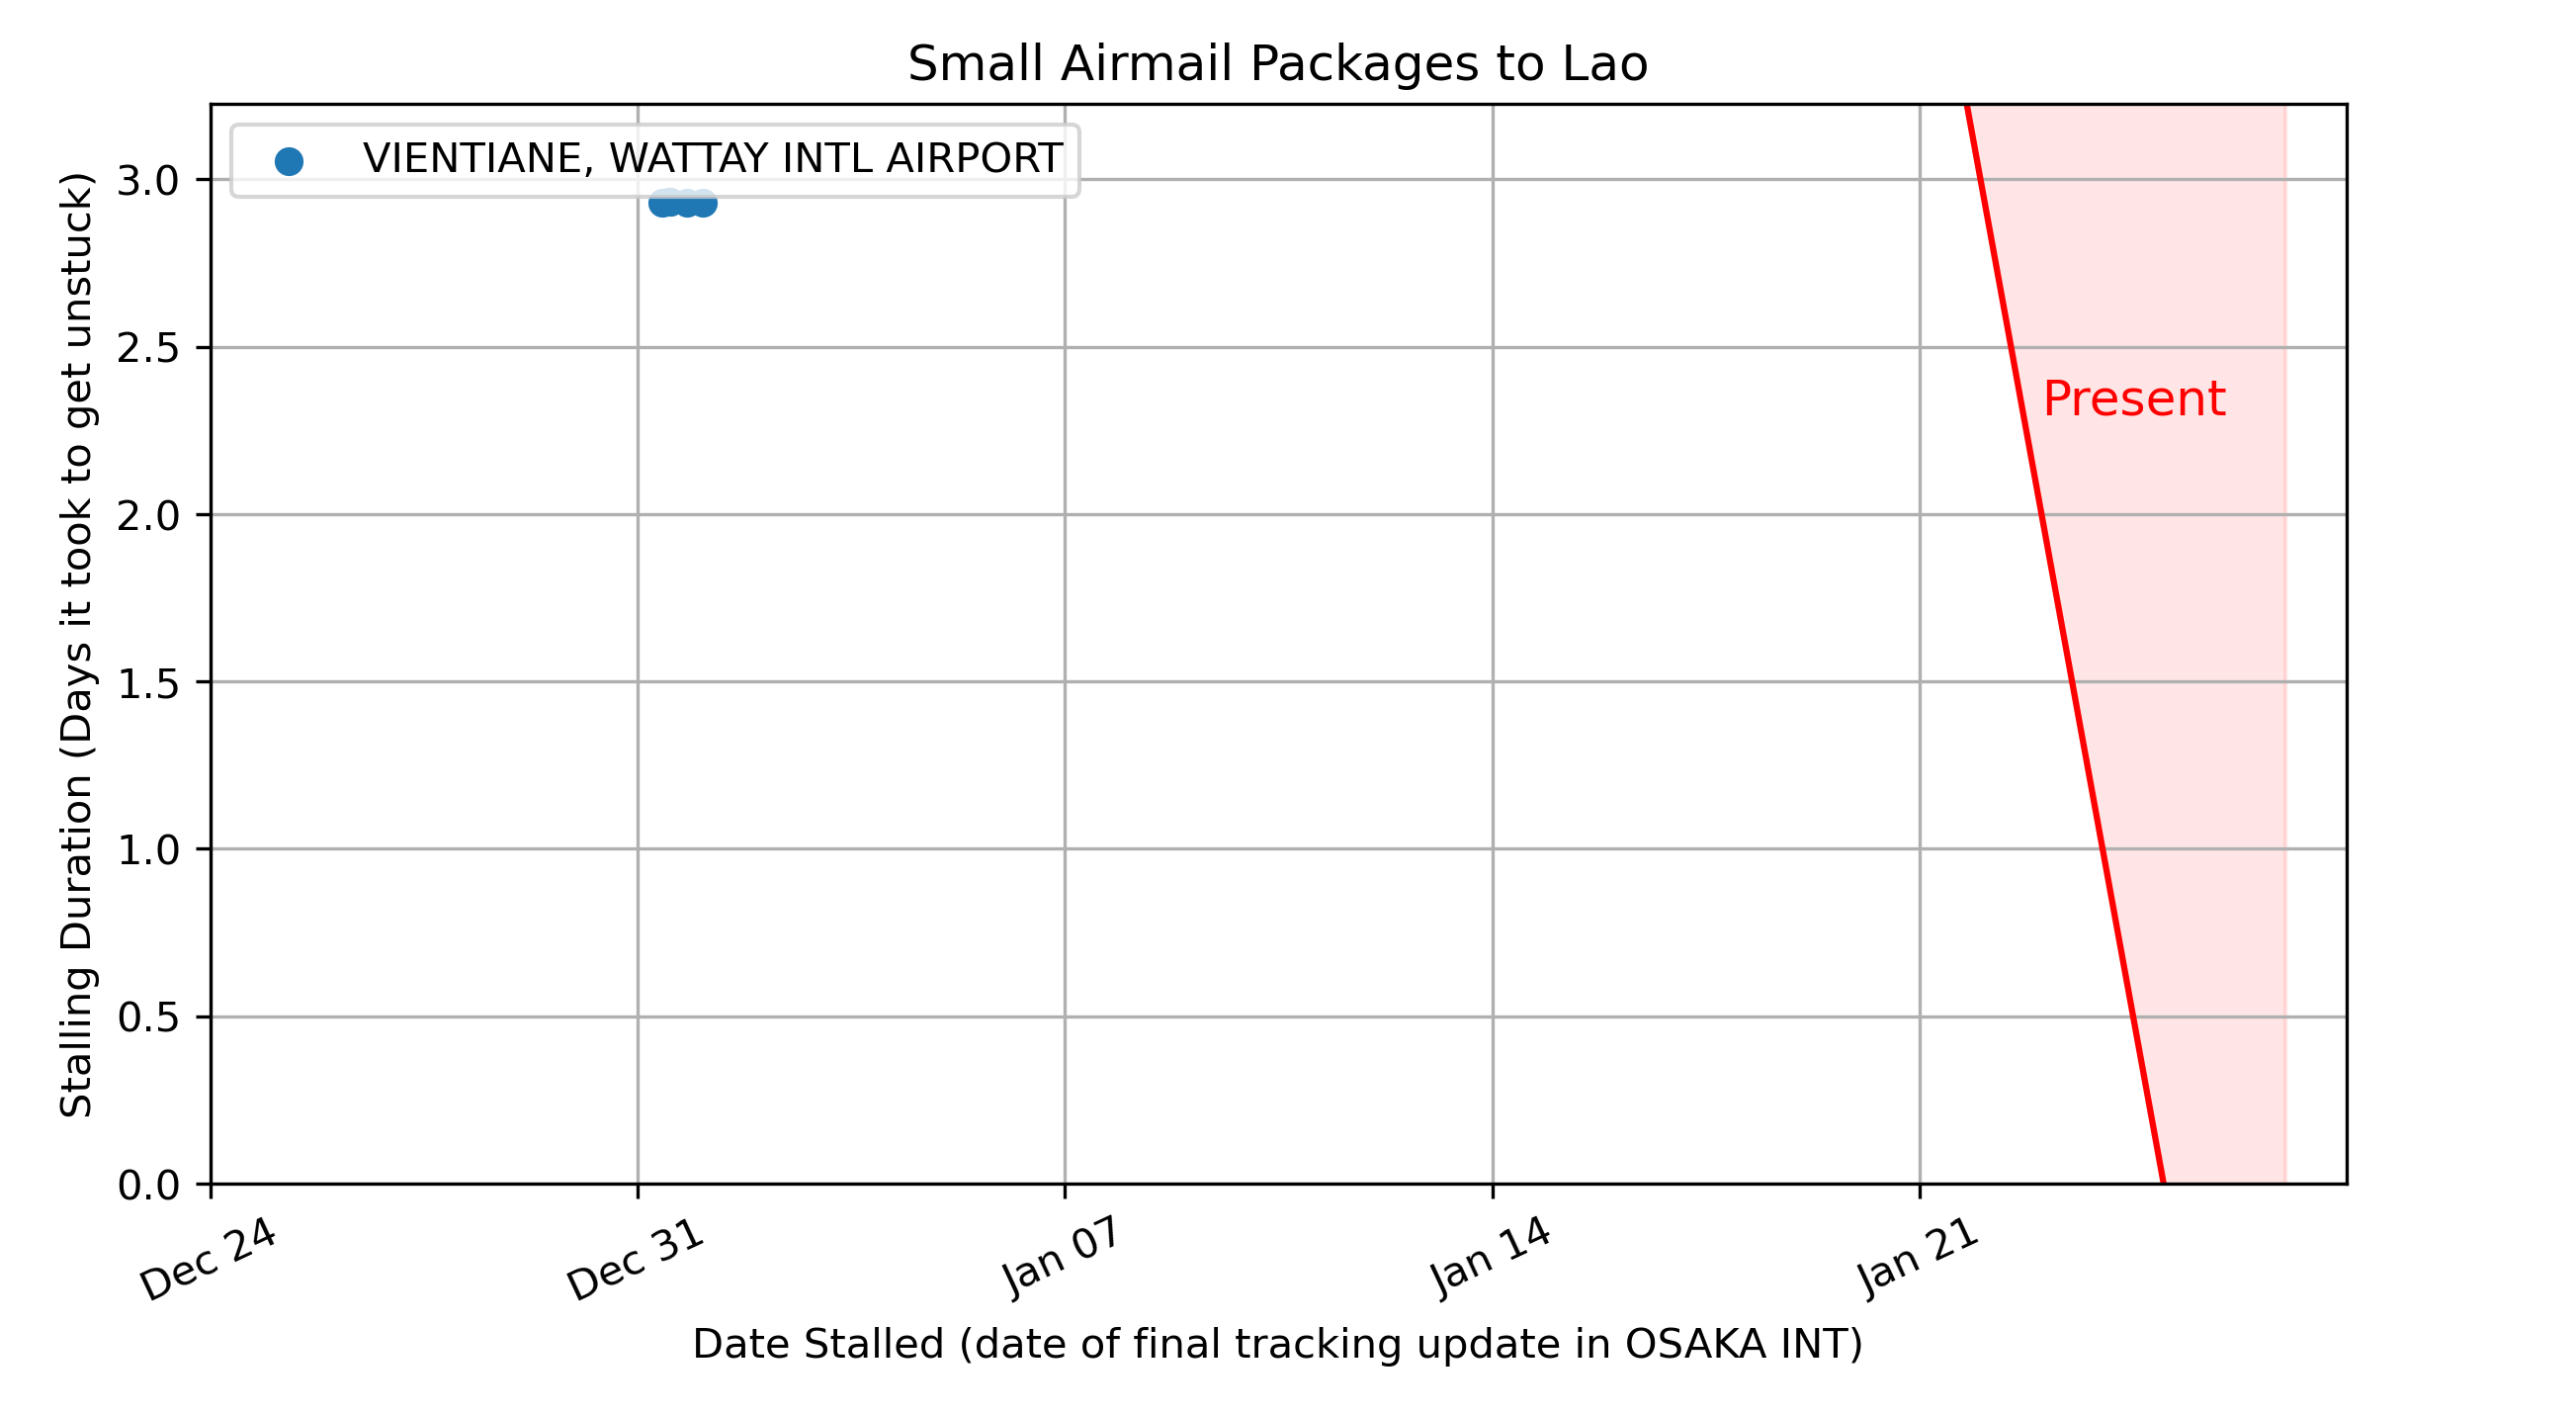 Small Airmail Packages to Lao
VIENTIANE, WATTAY INTL AIRPORT
Stalling Duration (Days it took to get unstuck)
3.0
2.5
2.0
1.5
1.0
0.5
0.0
Present
Dec 24
Dec 31
Jan 07
Jan 14
Jan 21
Date Stalled (date of final tracking update in OSAKA INT)